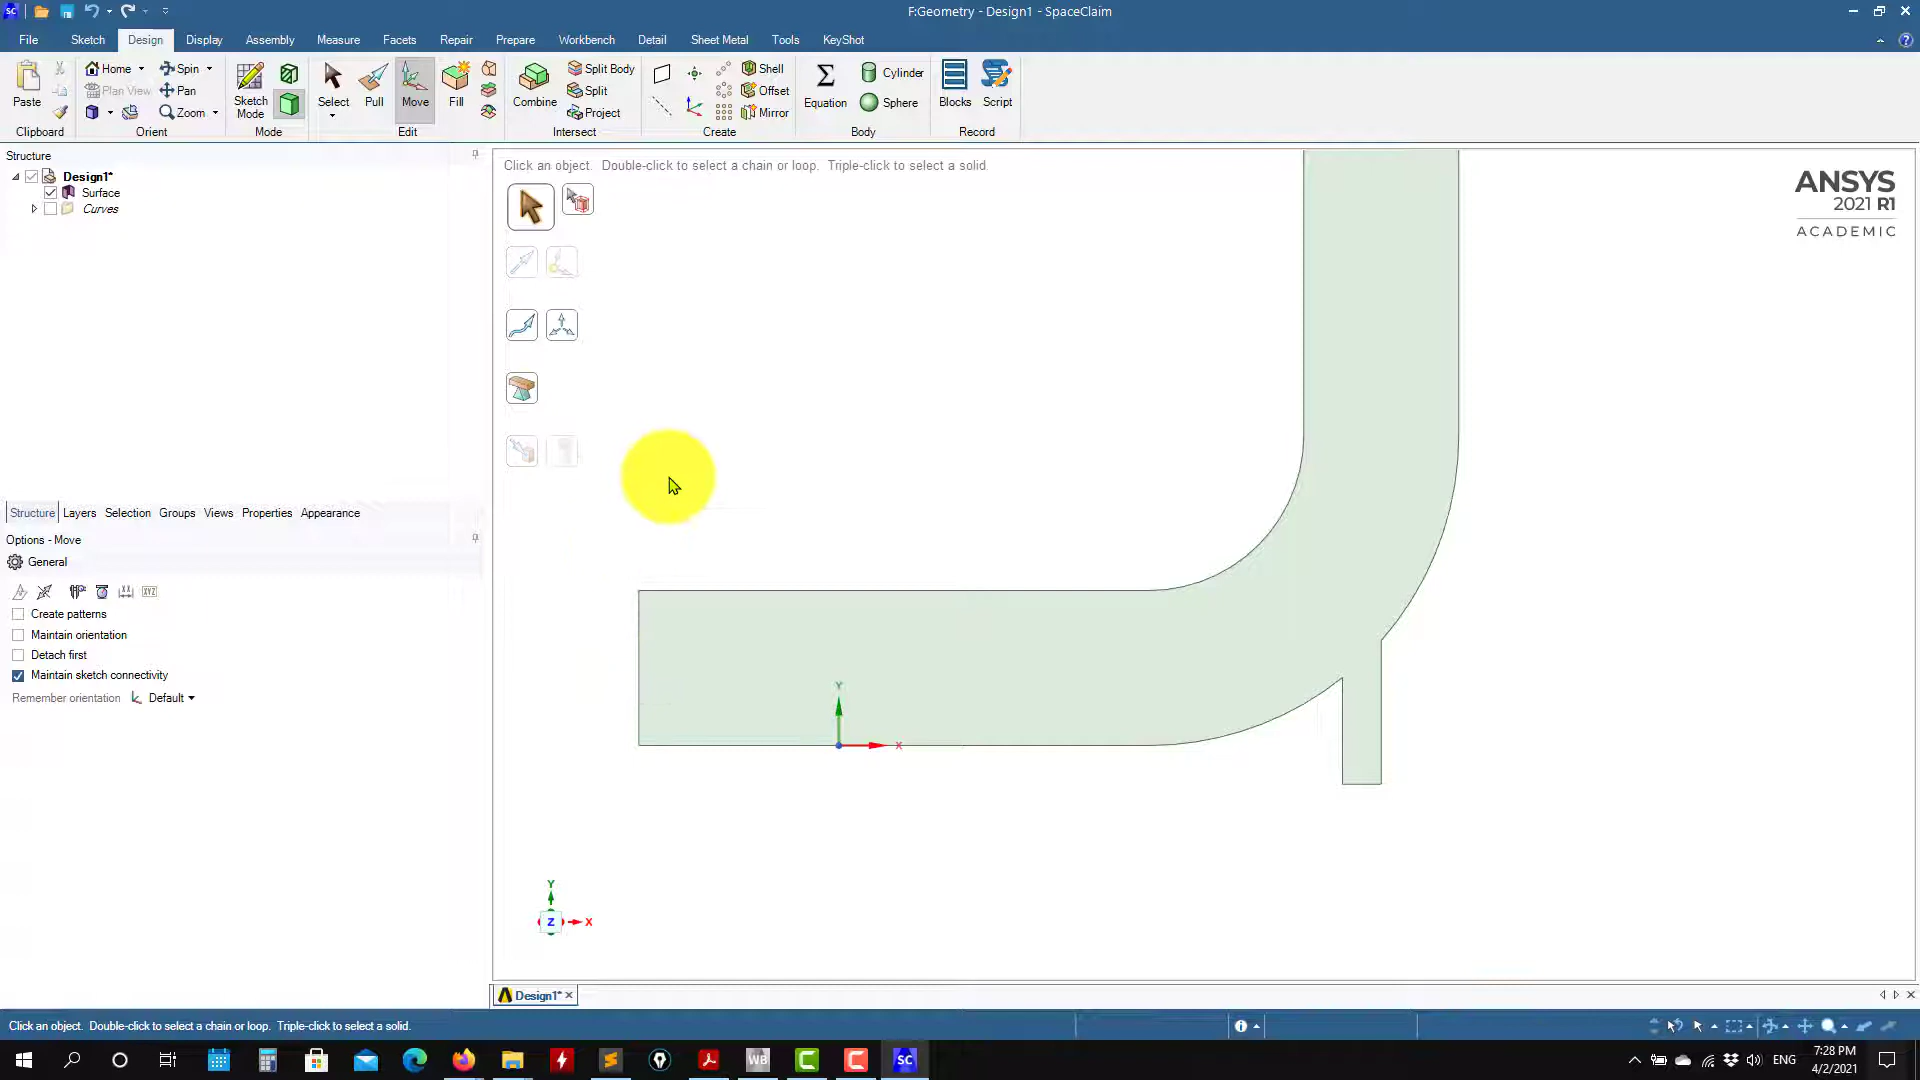 F:Geometry - Design1 - SpaceClaim
File Sketch Design Display Assembly Measure Facets Repair Prepare Workbench Detail Sheet Metal Tools KeyShot
Home Spin Split Body Shell
Plan View Pan Split Offset
Zoom Project Mirror
Paste Sketch Mode Select Pull Move Fill Combine Equation Cylinder Sphere Blocks Script
Clipboard Orient Mode Edit Intersect Create Body Record
Structure
Design1*
Surface
Curves
Click an object. Double-click to select a chain or loop. Triple-click to select a solid.
ANSYS
2021 R1
ACADEMIC
Structure Layers Selection Groups Views Properties Appearance
Options - Move
General
Create patterns
Maintain orientation
Detach first
Maintain sketch connectivity
Remember orientation Default
Y
X
Y
Z X
Design1*
Click an object. Double-click to select a chain or loop. Triple-click to select a solid.
ENG
7:28 PM
4/2/2021
SC
WB
SC
XYZ